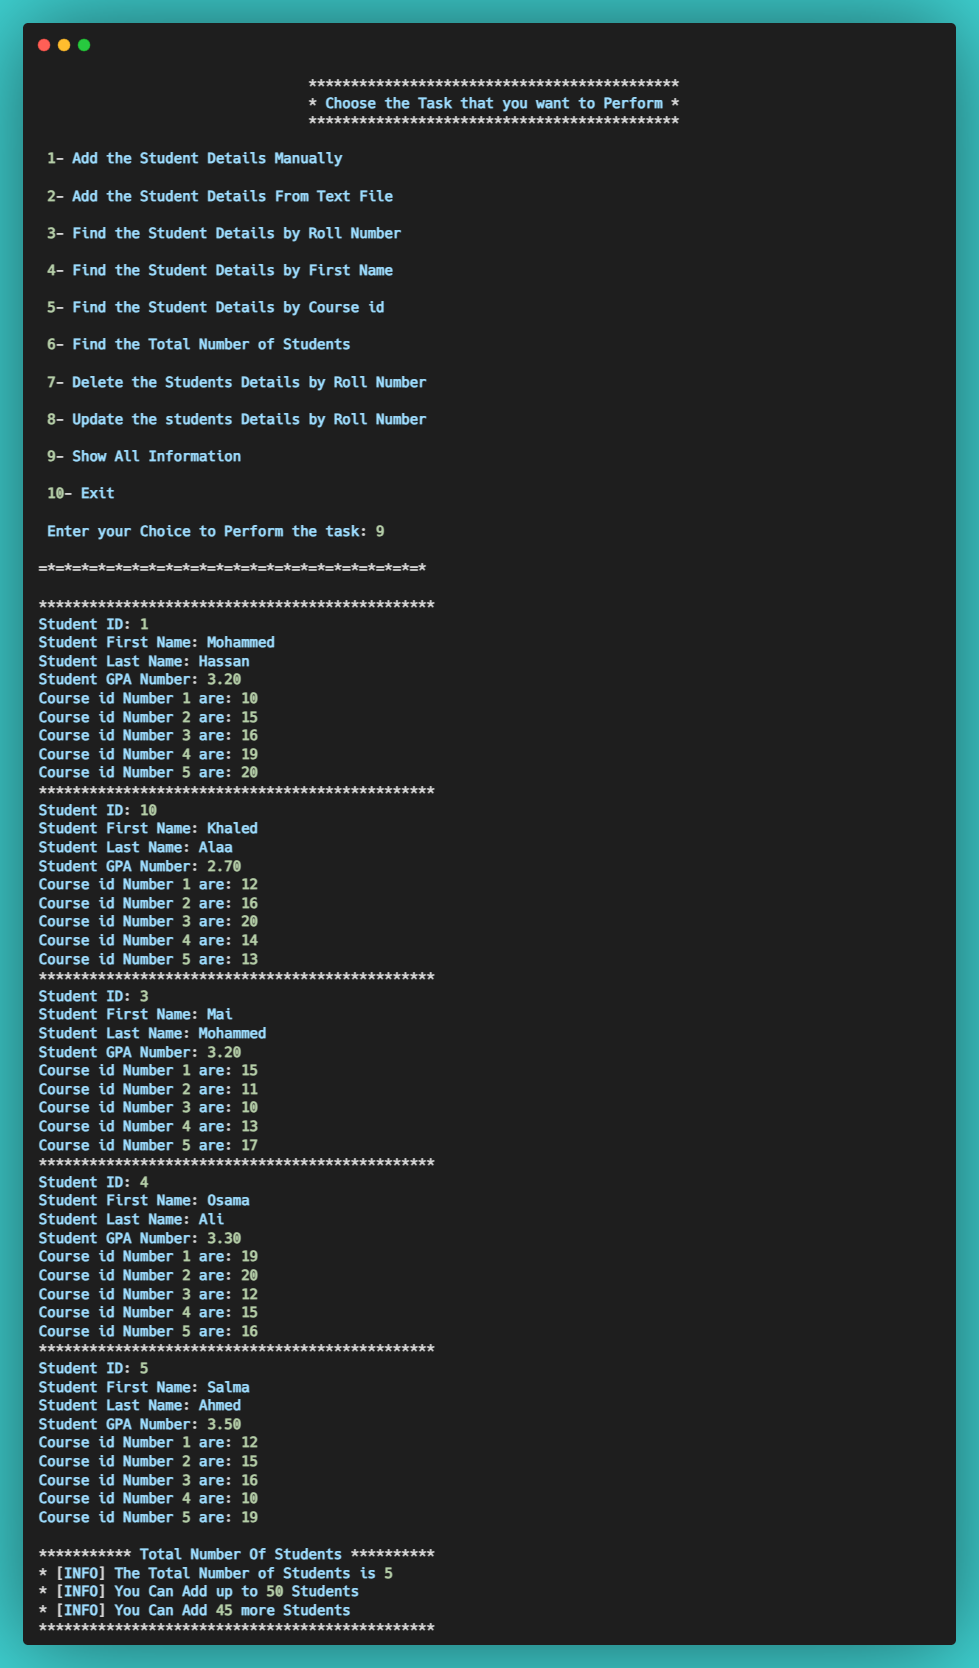 ********************************************
* Choose the Task that you want to Perform *
********************************************
1- Add the Student Details Manually
2- Add the Student Details From Text File
3- Find the Student Details by Roll Number
4- Find the Student Details by First Name
5- Find the Student Details by Course id
6- Find the Total Number of Students
7- Delete the Students Details by Roll Number
8- Update the students Details by Roll Number
9- Show All Information
10- Exit
Enter your Choice to Perform the task: 9
=*=*=*=*=*=*=*=*=*=*=*=*=*=*=*=*=*=*=*=*=*=*=*
***********************************************
Student ID: 1
Student First Name: Mohammed
Student Last Name: Hassan
Student GPA Number: 3.20
Course id Number 1 are: 10
Course id Number 2 are: 15
Course id Number 3 are: 16
Course id Number 4 are: 19
Course id Number 5 are: 20
***********************************************
Student ID: 10
Student First Name: Khaled
Student Last Name: Alaa
Student GPA Number: 2.70
Course id Number 1 are: 12
Course id Number 2 are: 16
Course id Number 3 are: 20
Course id Number 4 are: 14
Course id Number 5 are: 13
***********************************************
Student ID: 3
Student First Name: Mai
Student Last Name: Mohammed
Student GPA Number: 3.20
Course id Number 1 are: 15
Course id Number 2 are: 11
Course id Number 3 are: 10
Course id Number 4 are: 13
Course id Number 5 are: 17
***********************************************
Student ID: 4
Student First Name: Osama
Student Last Name: Ali
Student GPA Number: 3.30
Course id Number 1 are: 19
Course id Number 2 are: 20
Course id Number 3 are: 12
Course id Number 4 are: 15
Course id Number 5 are: 16
***********************************************
Student ID: 5
Student First Name: Salma
Student Last Name: Ahmed
Student GPA Number: 3.50
Course id Number 1 are: 12
Course id Number 2 are: 15
Course id Number 3 are: 16
Course id Number 4 are: 10
Course id Number 5 are: 19
*********** Total Number Of Students **********
* [INFO] The Total Number of Students is 5
* [INFO] You Can Add up to 50 Students
* [INFO] You Can Add 45 more Students
***********************************************